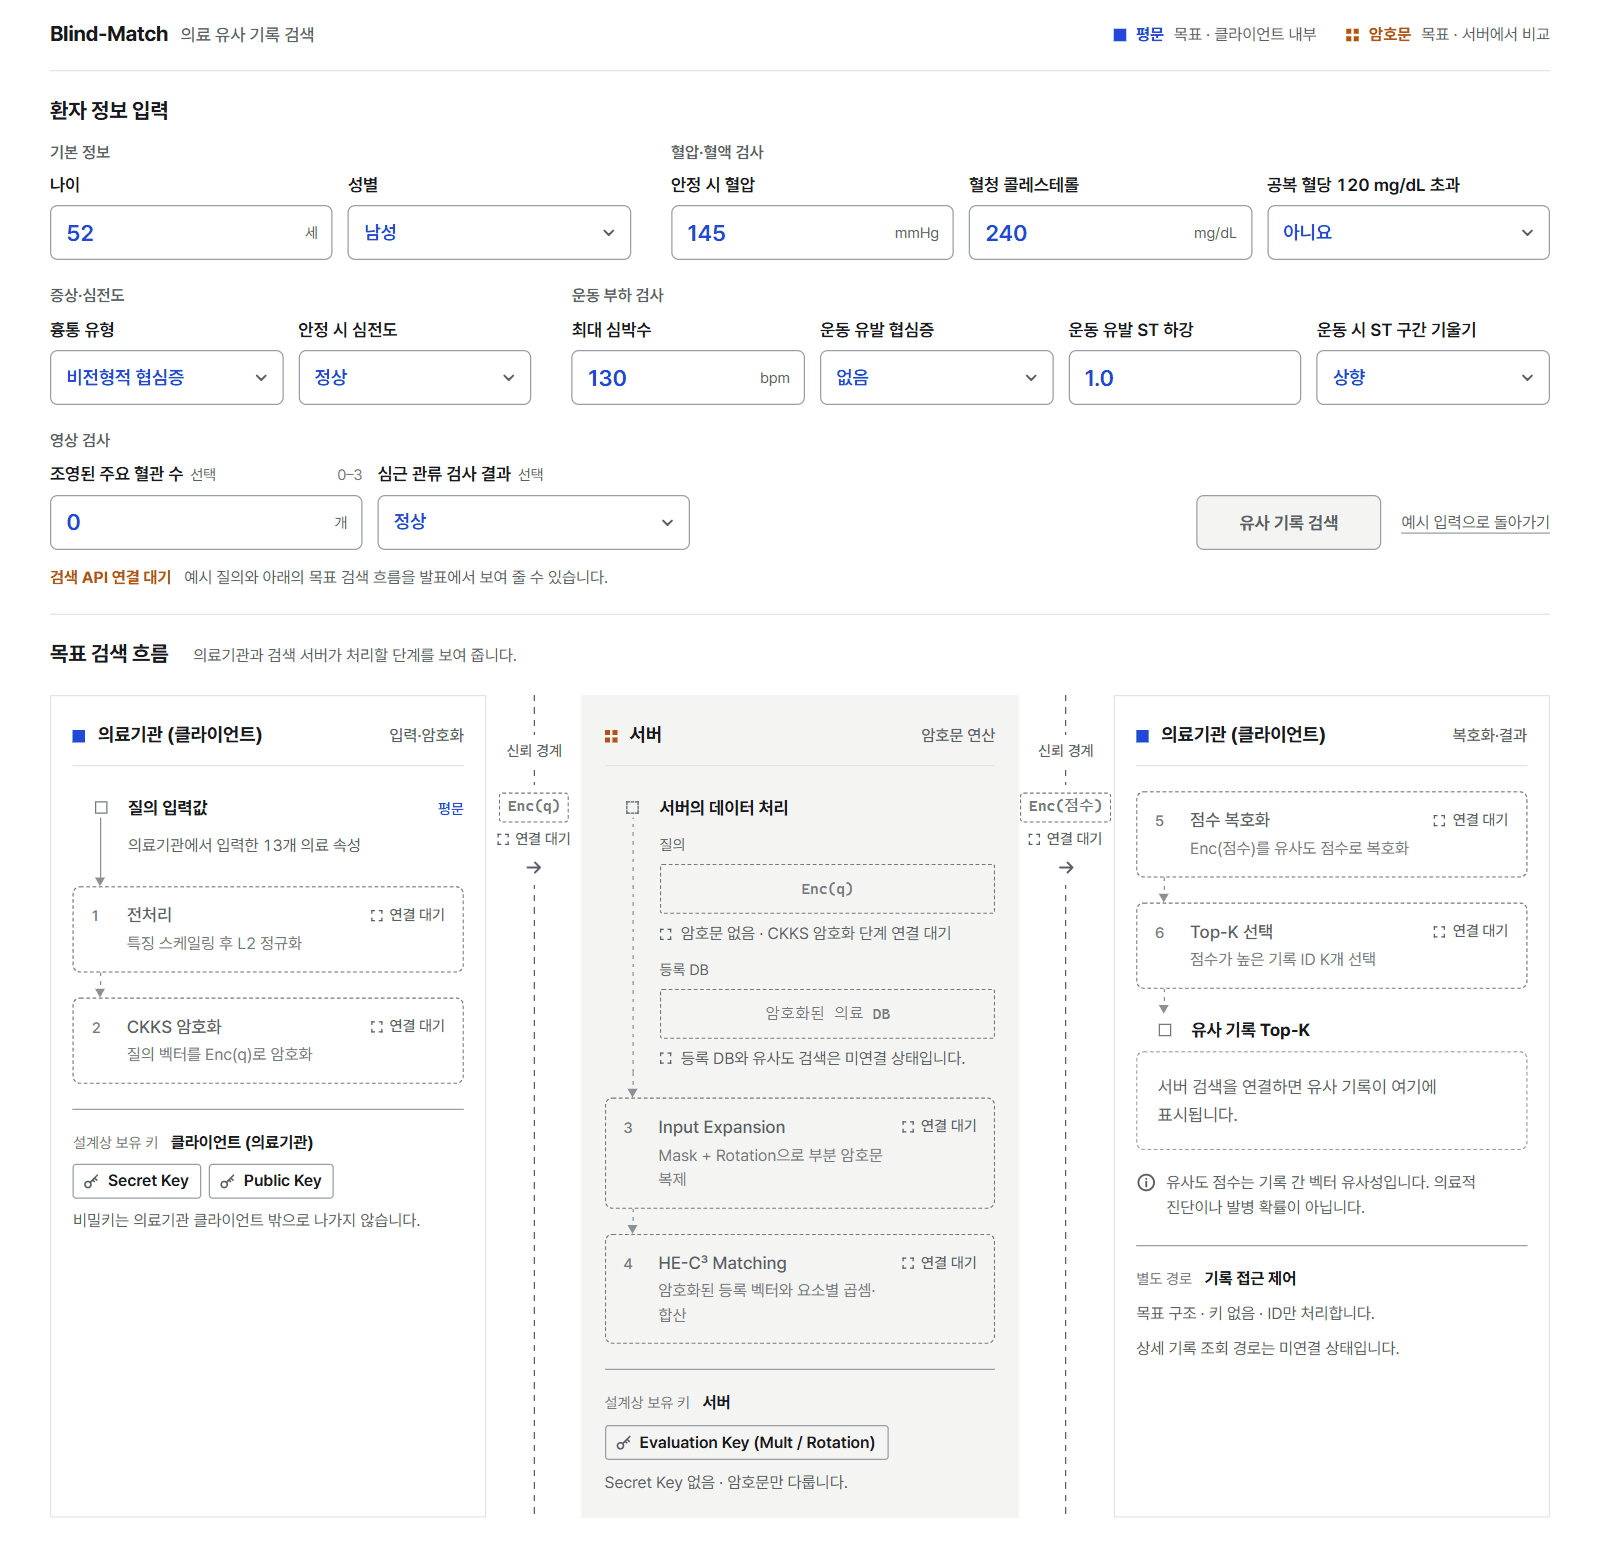 Blind-Match 의료 유사 기록 검색
평문 목표 · 클라이언트 내부
암호문 목표 · 서버에서 비교
환자 정보 입력
기본 정보
나이
52 세
성별
남성
혈압·혈액 검사
안정 시 혈압
145 mmHg
혈청 콜레스테롤
240 mg/dL
공복 혈당 120 mg/dL 초과
아니요
증상·심전도
흉통 유형
비전형적 협심증
안정 시 심전도
정상
운동 부하 검사
최대 심박수
130 bpm
운동 유발 협심증
없음
운동 유발 ST 하강
1.0
운동 시 ST 구간 기울기
상향
영상 검사
조영된 주요 혈관 수 선택 0–3
0 개
심근 관류 검사 결과 선택
정상
유사 기록 검색
예시 입력으로 돌아가기
검색 API 연결 대기 예시 질의와 아래의 목표 검색 흐름을 발표에서 보여 줄 수 있습니다.
목표 검색 흐름 의료기관과 검색 서버가 처리할 단계를 보여 줍니다.
의료기관 (클라이언트) 입력·암호화
질의 입력값 평문
의료기관에서 입력한 13개 의료 속성
1 전처리 연결 대기
특징 스케일링 후 L2 정규화
2 CKKS 암호화 연결 대기
질의 벡터를 Enc(q)로 암호화
설계상 보유 키 클라이언트 (의료기관)
Secret Key
Public Key
비밀키는 의료기관 클라이언트 밖으로 나가지 않습니다.
신뢰 경계
Enc(q)
연결 대기
서버 암호문 연산
서버의 데이터 처리
질의
Enc(q)
암호문 없음 · CKKS 암호화 단계 연결 대기
등록 DB
암호화된 의료 DB
등록 DB와 유사도 검색은 미연결 상태입니다.
3 Input Expansion 연결 대기
Mask + Rotation으로 부분 암호문
복제
4 HE-C³ Matching 연결 대기
암호화된 등록 벡터와 요소별 곱셈·
합산
설계상 보유 키 서버
Evaluation Key (Mult / Rotation)
Secret Key 없음 · 암호문만 다룹니다.
신뢰 경계
Enc(점수)
연결 대기
의료기관 (클라이언트) 복호화·결과
5 점수 복호화 연결 대기
Enc(점수)를 유사도 점수로 복호화
6 Top-K 선택 연결 대기
점수가 높은 기록 ID K개 선택
유사 기록 Top-K
서버 검색을 연결하면 유사 기록이 여기에
표시됩니다.
유사도 점수는 기록 간 벡터 유사성입니다. 의료적
진단이나 발병 확률이 아닙니다.
별도 경로 기록 접근 제어
목표 구조 · 키 없음 · ID만 처리합니다.
상세 기록 조회 경로는 미연결 상태입니다.